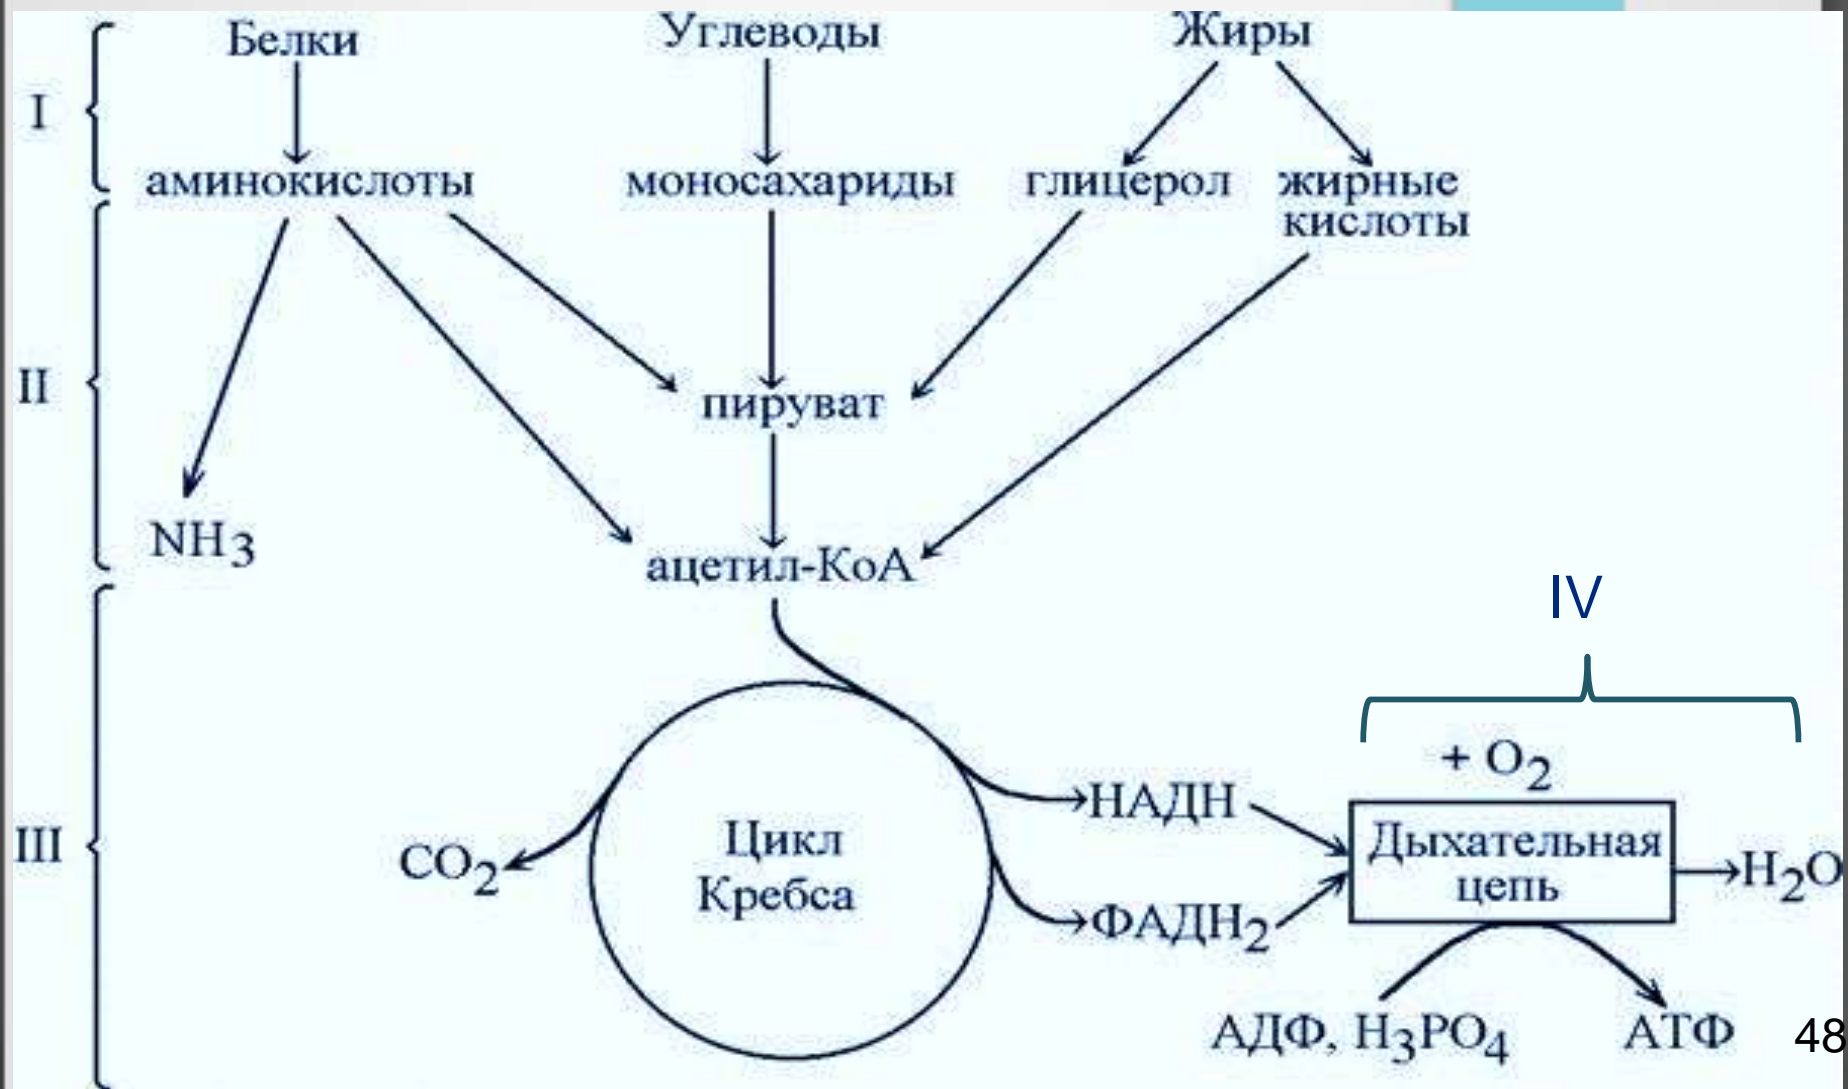 Белки
Углеводы
Жиры
I
аминокислоты
моносахариды
глицерол
жирные
кислоты
II
пируват
NH3
ацетил-КоА
IV
+ O2
III
CO2
Цикл
Кребса
НАДН
ФАДН2
Дыхательная
цепь
H2O
АДФ, H3PO4
АТФ
48